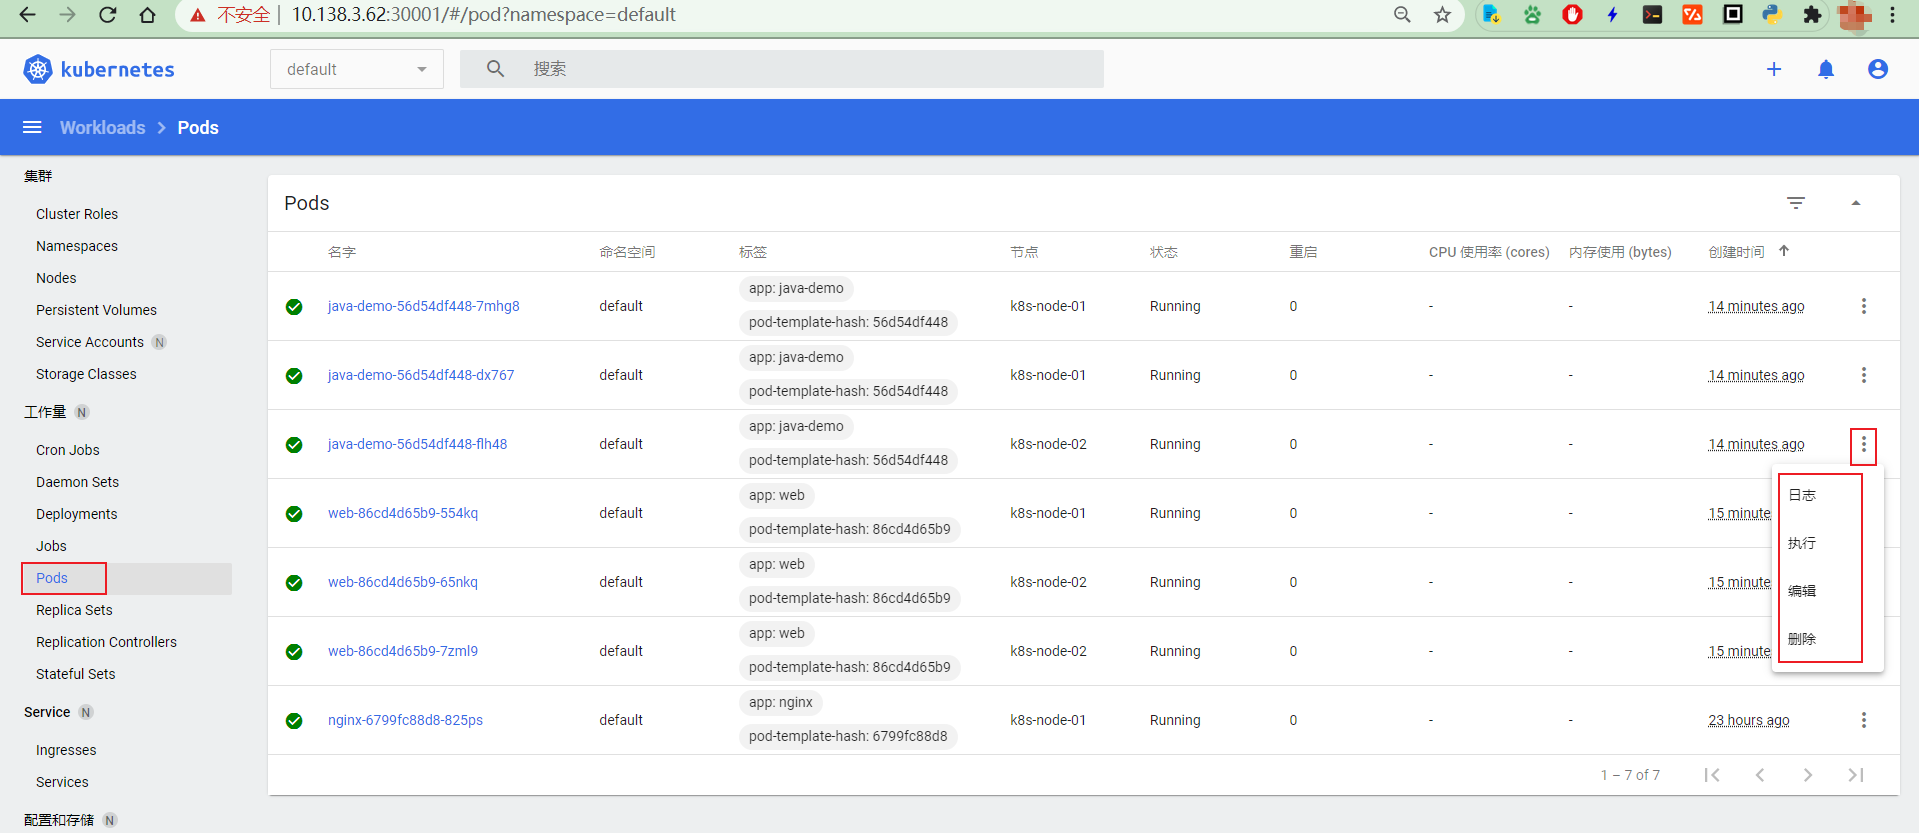 不安全 | 10.138.3.62:30001/#/pod?namespace=default
kubernetes
default
搜索
Workloads > Pods
集群
Cluster Roles
Namespaces
Nodes
Persistent Volumes
Service Accounts N
Storage Classes
工作量 N
Cron Jobs
Daemon Sets
Deployments
Jobs
Pods
Replica Sets
Replication Controllers
Stateful Sets
Service N
Ingresses
Services
配置和存储 N
Pods
名字 命名空间 标签 节点 状态 重启 CPU 使用率 (cores) 内存使用 (bytes) 创建时间
app: java-demo
java-demo-56d54df448-7mhg8 default k8s-node-01 Running 0 - - 14 minutes ago
pod-template-hash: 56d54df448
app: java-demo
java-demo-56d54df448-dx767 default k8s-node-01 Running 0 - - 14 minutes ago
pod-template-hash: 56d54df448
app: java-demo
java-demo-56d54df448-flh48 default k8s-node-02 Running 0 - - 14 minutes ago
pod-template-hash: 56d54df448
app: web
web-86cd4d65b9-554kq default k8s-node-01 Running 0 - - 15 minute
pod-template-hash: 86cd4d65b9
app: web
web-86cd4d65b9-65nkq default k8s-node-02 Running 0 - - 15 minute
pod-template-hash: 86cd4d65b9
app: web
web-86cd4d65b9-7zml9 default k8s-node-02 Running 0 - - 15 minute
pod-template-hash: 86cd4d65b9
app: nginx
nginx-6799fc88d8-825ps default k8s-node-01 Running 0 - - 23 hours ago
pod-template-hash: 6799fc88d8
日志
执行
编辑
删除
1 – 7 of 7